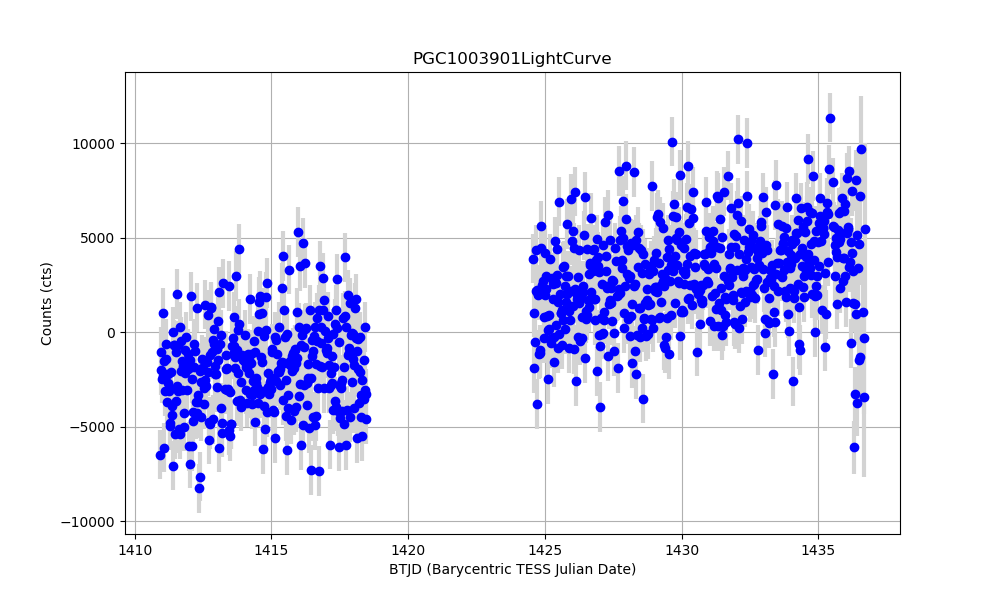 PGC1003901LightCurve
10000
5000
0
−5000
−10000
Counts (cts)
1410 1415 1420 1425 1430 1435
BTJD (Barycentric TESS Julian Date)